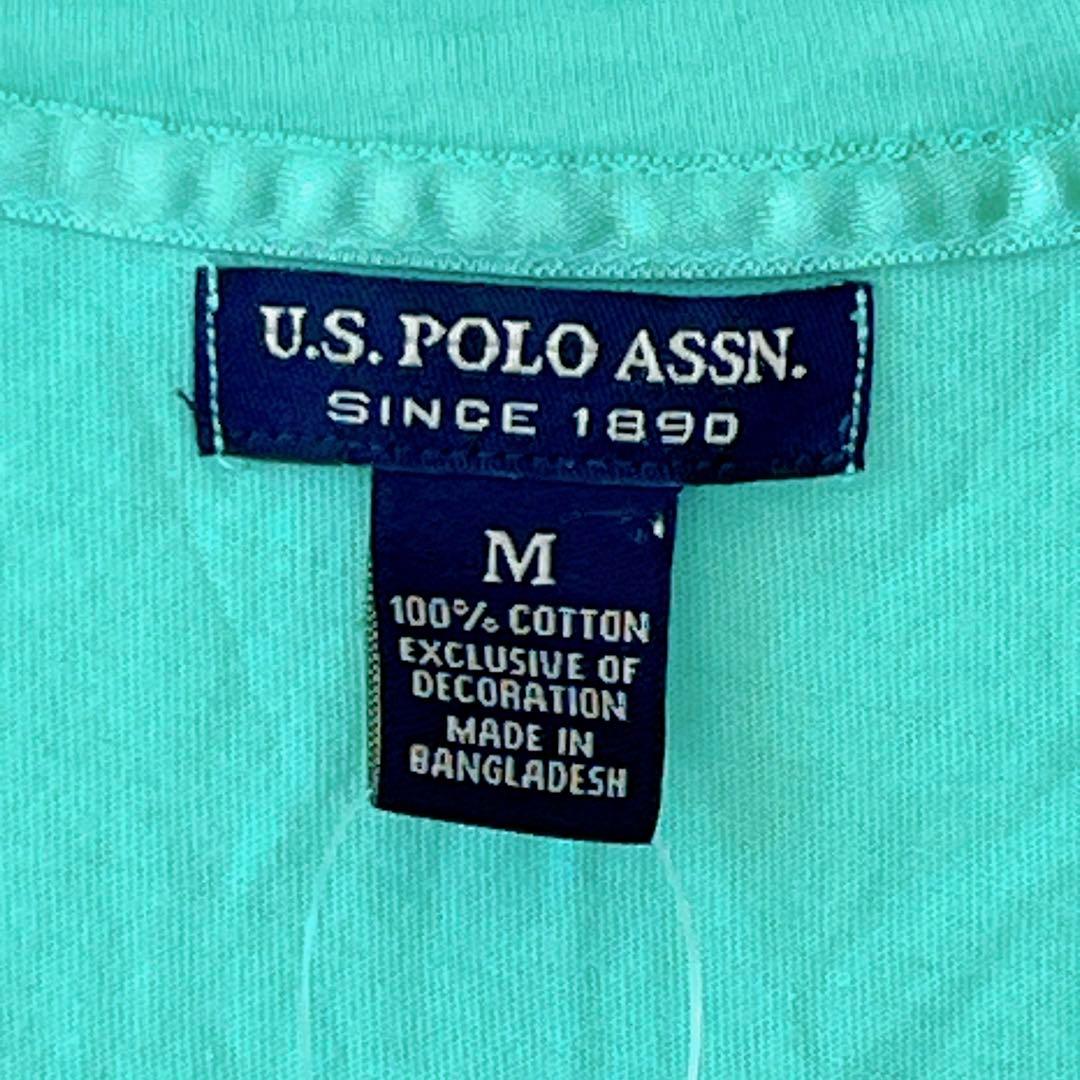 U.S. POLO ASSN.
SINCE 1890
M
100% COTTON
EXCLUSIVE OF
DECORATION
MADE IN
BANGLADESH